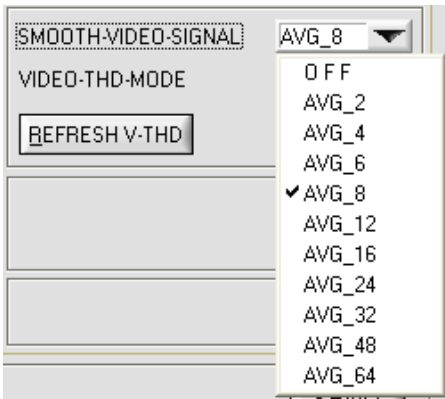 SMOOTH-VIDEO-SIGNAL AVG_8
VIDEO-THD-MODE
REFRESH V-THD
OFF
AVG_2
AVG_4
AVG_6
AVG_8
AVG_12
AVG_16
AVG_24
AVG_32
AVG_48
AVG_64